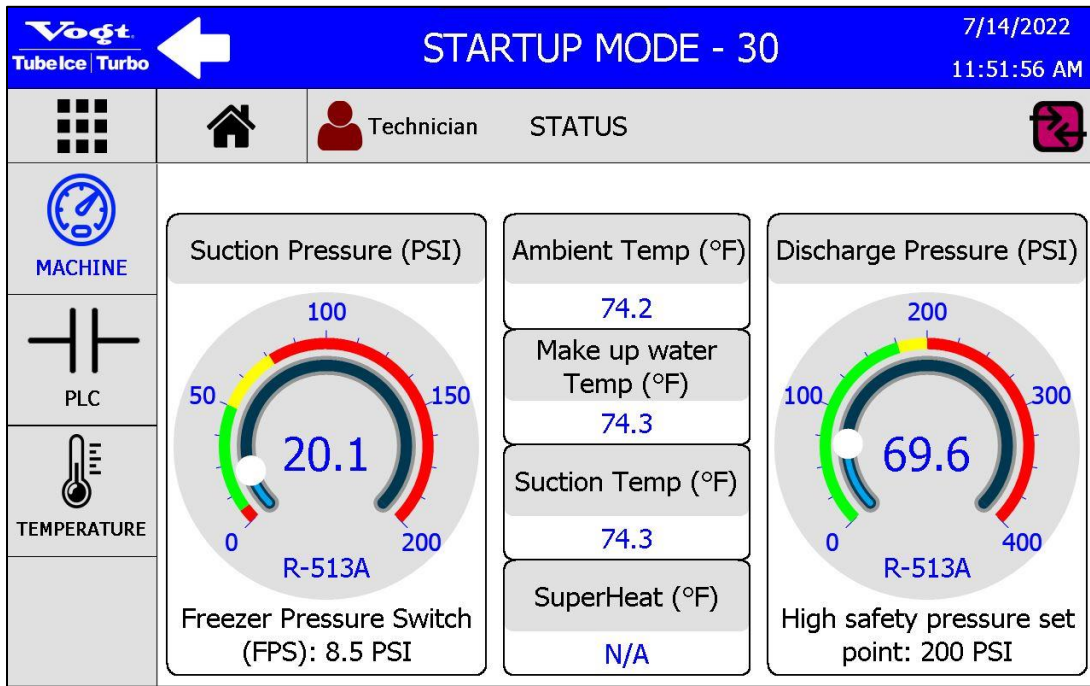 Vogt
Tube Ice | Turbo
STARTUP MODE - 30
7/14/2022
11:51:56 AM
Technician
STATUS
MACHINE
PLC
TEMPERATURE
Suction Pressure (PSI)
0
50
100
150
200
20.1
R-513A
Freezer Pressure Switch
(FPS): 8.5 PSI
Ambient Temp (°F)
74.2
Make up water
Temp (°F)
74.3
Suction Temp (°F)
74.3
SuperHeat (°F)
N/A
Discharge Pressure (PSI)
0
100
200
300
400
69.6
R-513A
High safety pressure set
point: 200 PSI